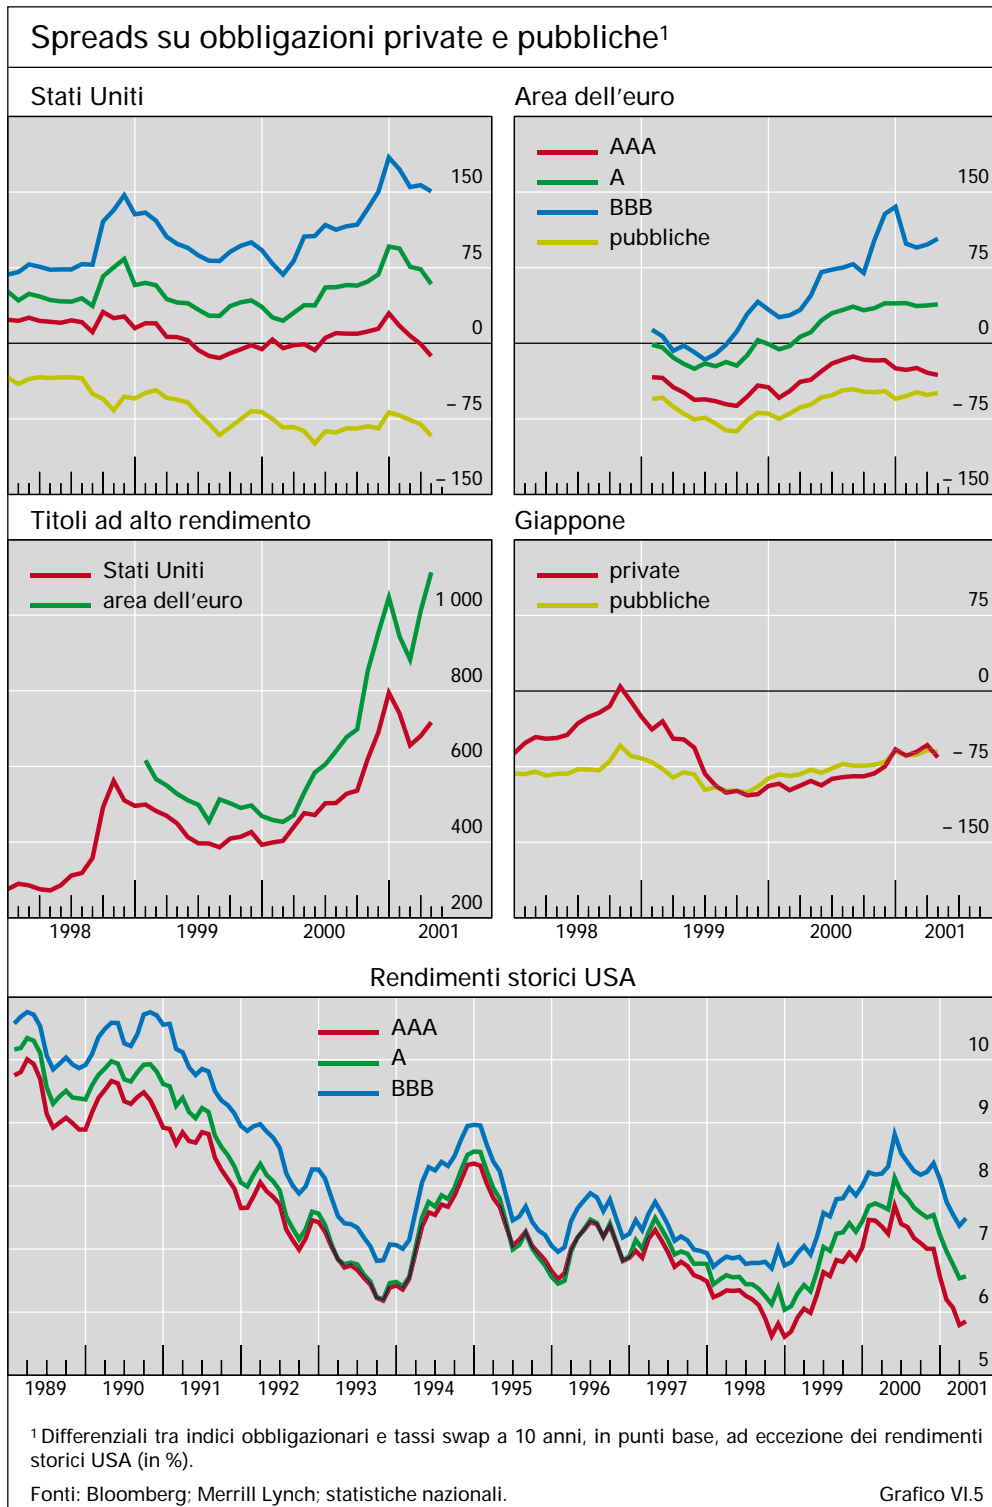 Spreads su obbligazioni private e pubbliche¹
Stati Uniti
150
75
0
– 75
– 150
Area dell'euro
AAA
A
BBB
pubbliche
150
75
0
– 75
– 150
Titoli ad alto rendimento
Stati Uniti
area dell'euro
1 000
800
600
400
200
1998 1999 2000 2001
Giappone
private
pubbliche
75
0
– 75
– 150
1998 1999 2000 2001
Rendimenti storici USA
AAA
A
BBB
10
9
8
7
6
5
1989 1990 1991 1992 1993 1994 1995 1996 1997 1998 1999 2000 2001
¹ Differenziali tra indici obbligazionari e tassi swap a 10 anni, in punti base, ad eccezione dei rendimenti
storici USA (in %).
Fonti: Bloomberg; Merrill Lynch; statistiche nazionali.
Grafico VI.5